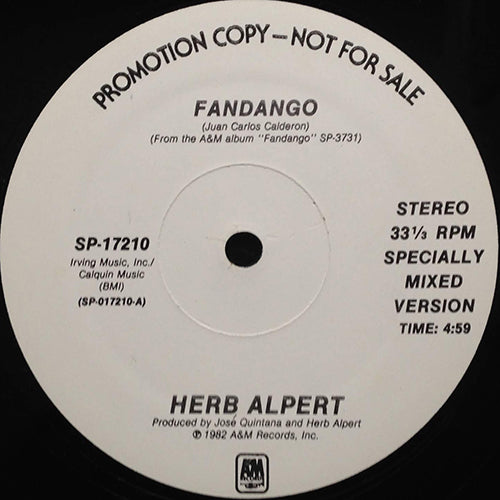 PROMOTION COPY—NOT FOR SALE
FANDANGO
(Juan Carlos Calderon)
(From the A&M album "Fandango" SP-3731)
SP-17210
Irving Music, Inc./
Calquin Music
(BMI)
(SP-017210-A)
STEREO
33⅓ RPM
SPECIALLY
MIXED
VERSION
TIME: 4:59
HERB ALPERT
Produced by José Quintana and Herb Alpert
℗ 1982 A&M Records, Inc.
A&M
RECORDS